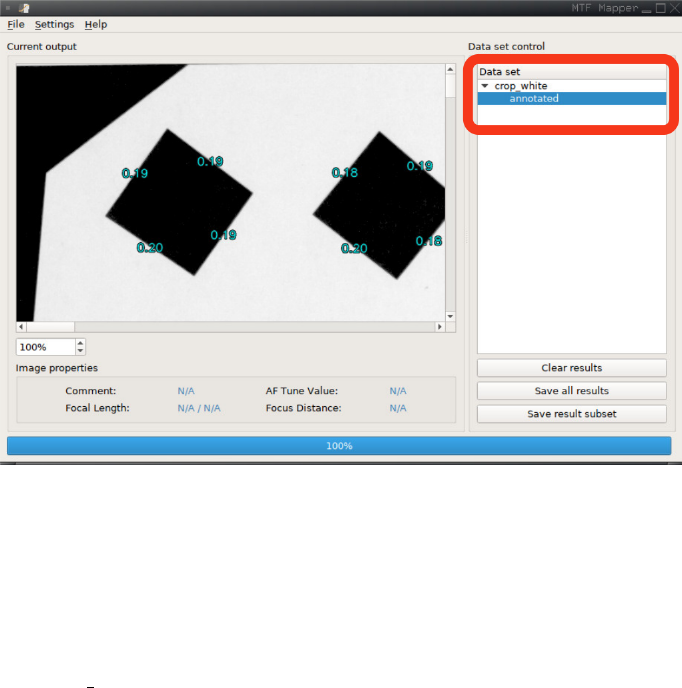 MTF Mapper
File Settings Help
Current output
Data set control
Data set
crop_white
annotated
0.19
0.19
0.20
0.19
0.18
0.19
0.20
0.18
100%
Image properties
Comment: N/A AF Tune Value: N/A
Focal Length: N/A / N/A Focus Distance: N/A
Clear results
Save all results
Save result subset
100%